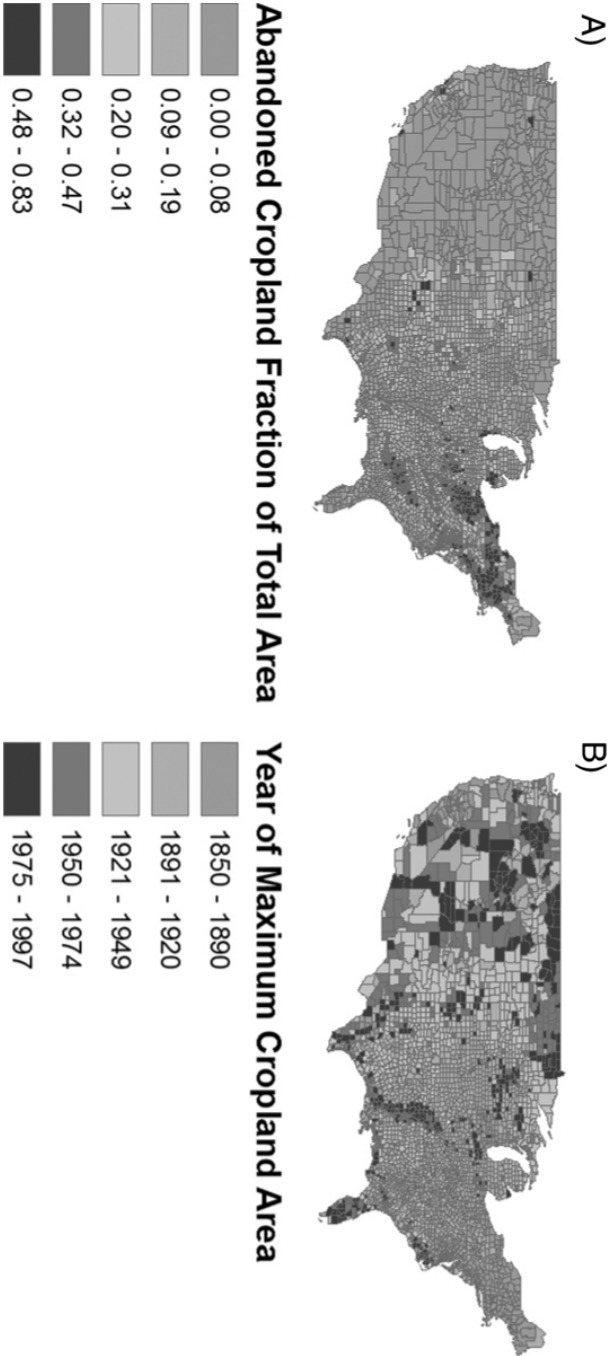 A)
Abandoned Cropland Fraction of Total Area
0.00 - 0.08
0.09 - 0.19
0.20 - 0.31
0.32 - 0.47
0.48 - 0.83
B)
Year of Maximum Cropland Area
1850 - 1890
1891 - 1920
1921 - 1949
1950 - 1974
1975 - 1997